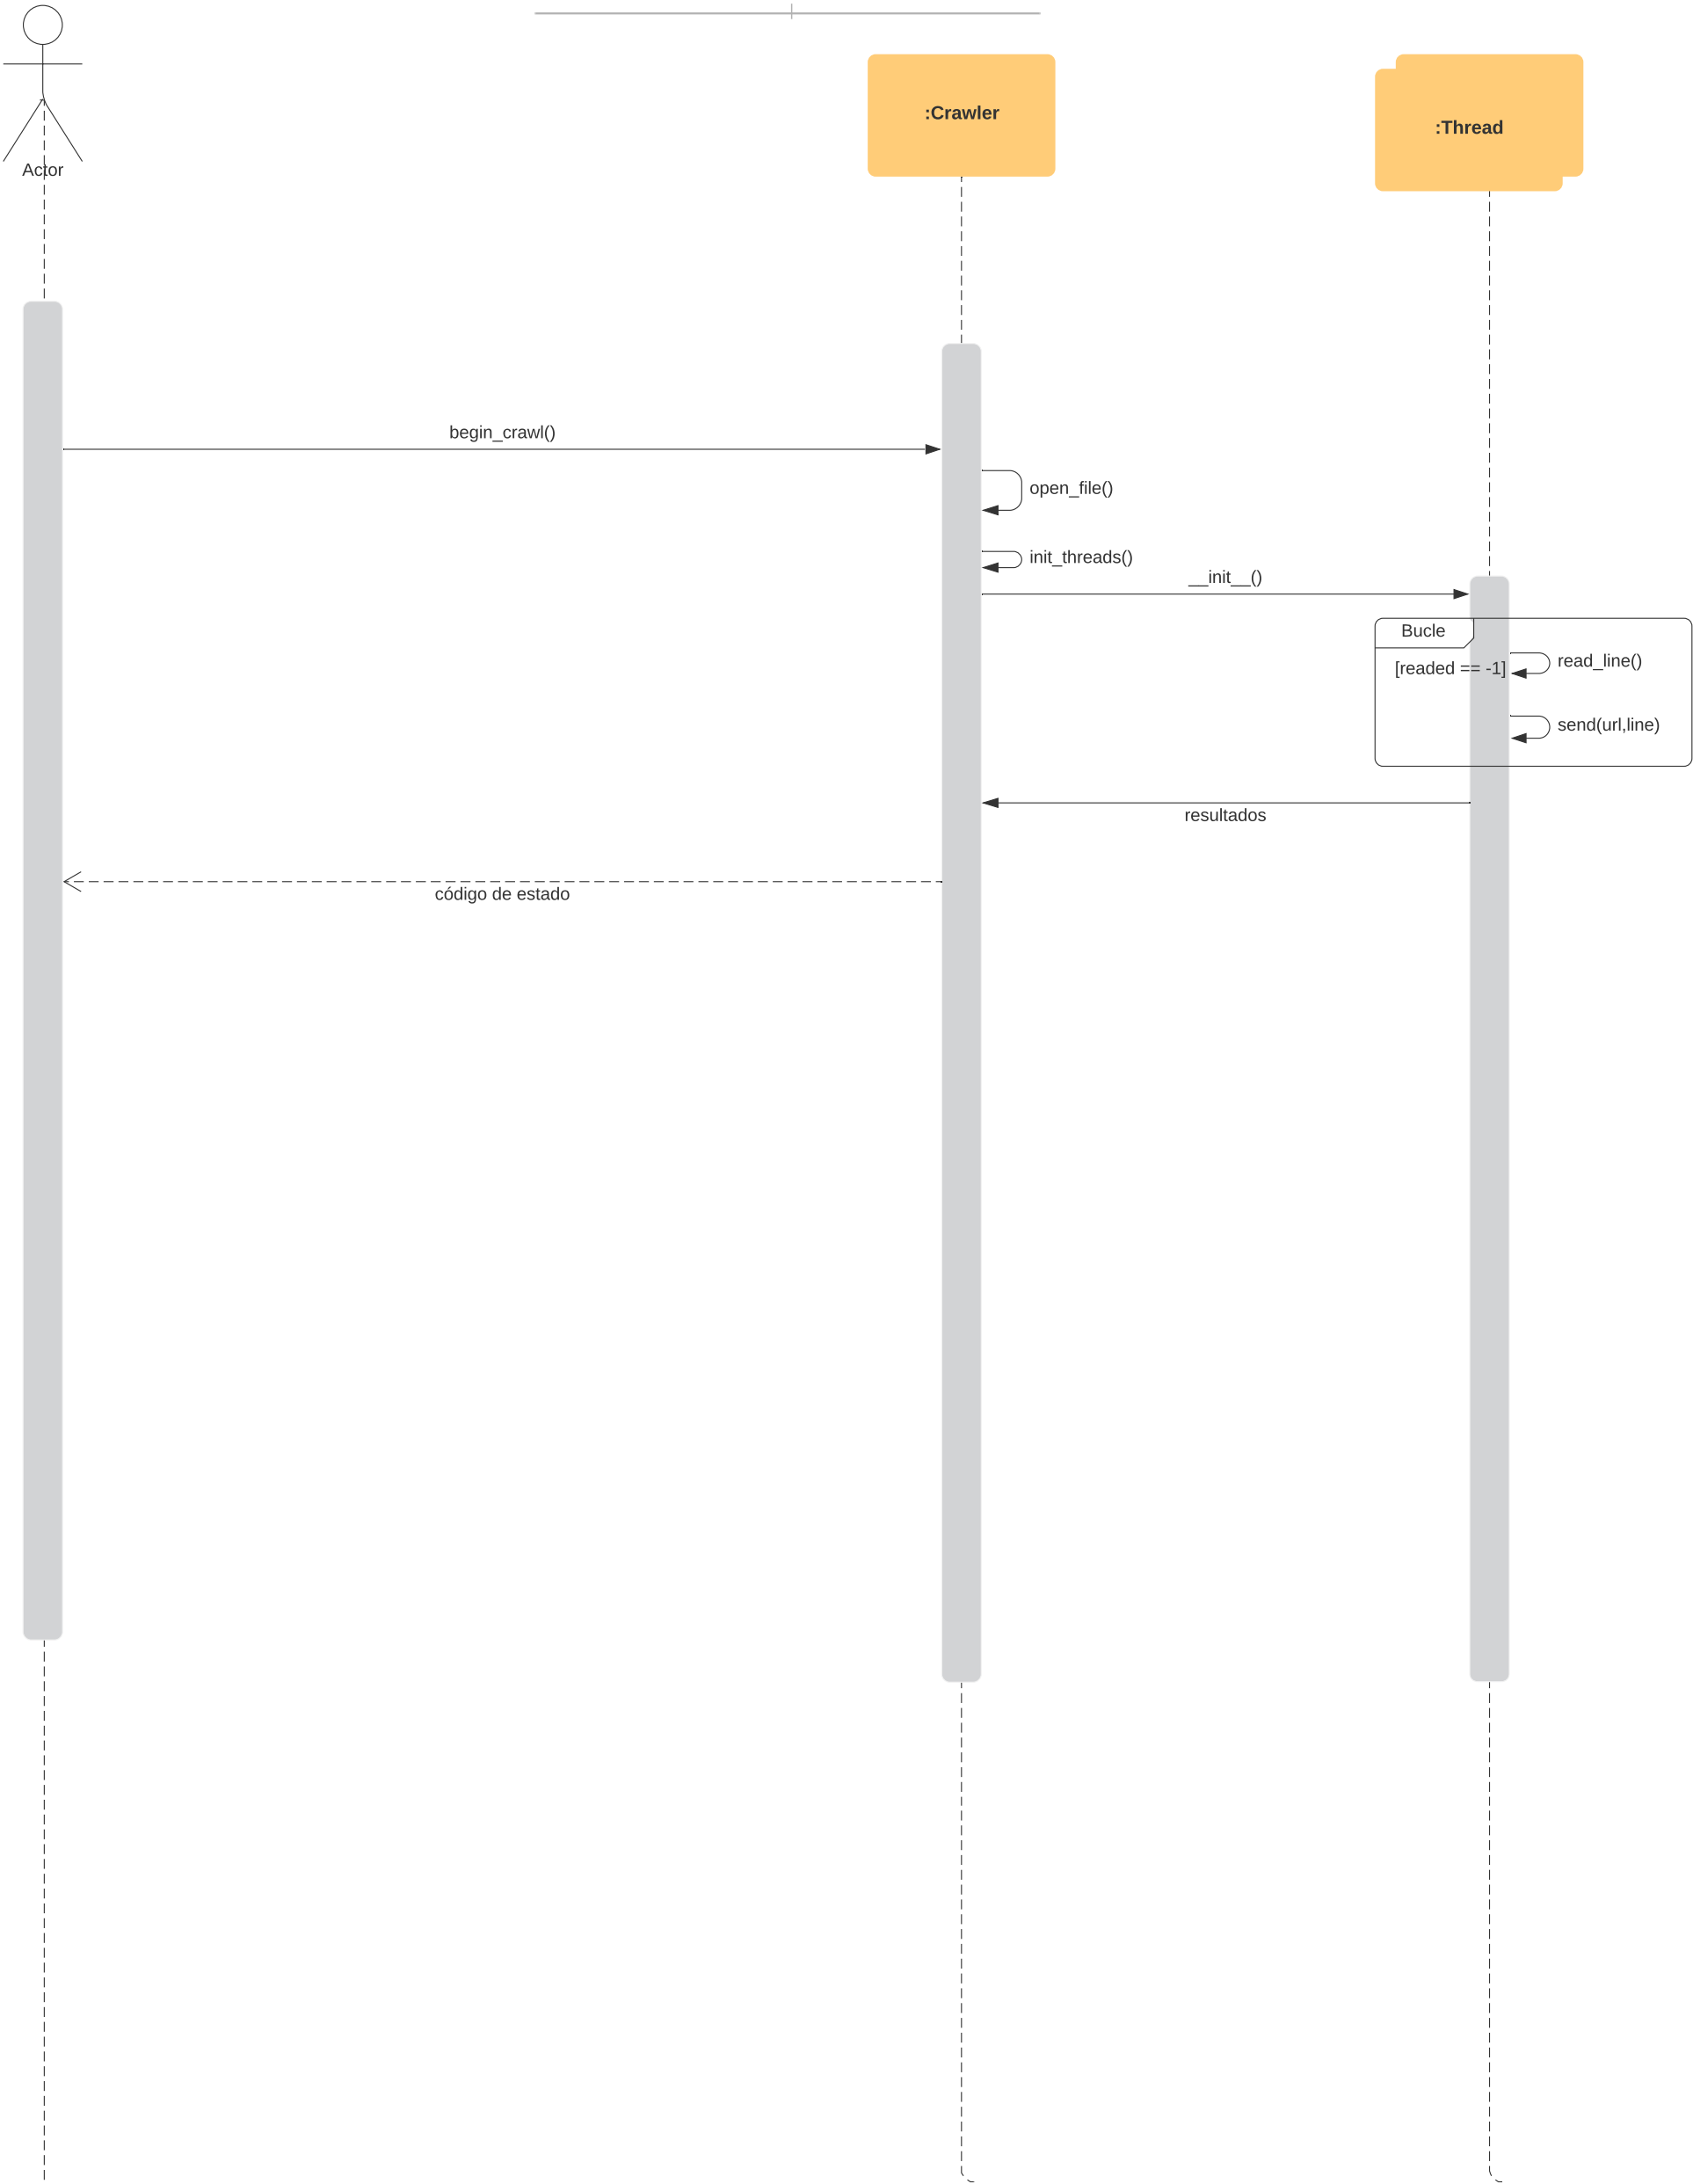 Actor
:Crawler
:Thread
begin_crawl()
open_file()
init_threads()
__init__()
Bucle
[readed == -1]
read_line()
send(url,line)
resultados
código de estado